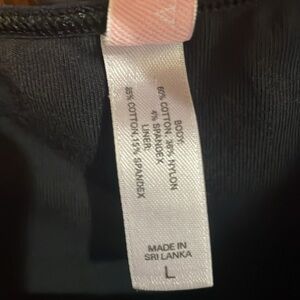 BODY:
60% COTTON, 36% NYLON
4% SPANDEX
LINER:
85% COTTON, 15% SPANDEX
MADE IN
SRI LANKA
L